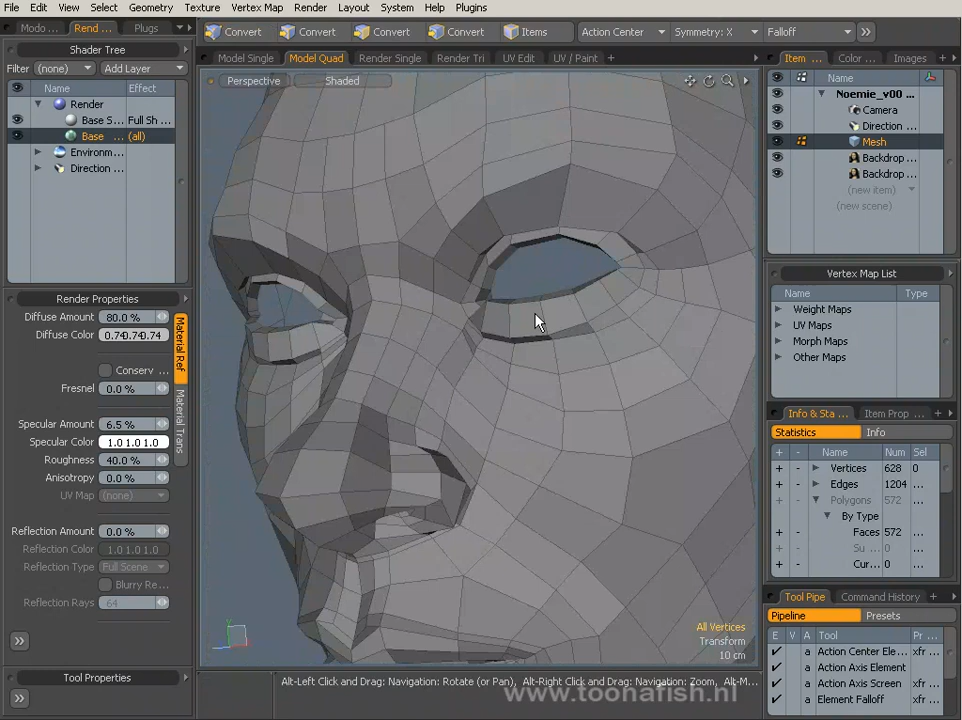 File Edit View Select Geometry Texture Vertex Map Render Layout System Help Plugins
Modo ... Rend ... Plugs
Shader Tree
Filter (none) Add Layer
Name Effect
Render
Base S... Full Sh ...
Base ... (all)
Environm...
Direction ...
Render Properties
Diffuse Amount 80.0 %
Diffuse Color 0.74 0.74 0.74
Conserv ...
Fresnel 0.0 %
Specular Amount 6.5 %
Specular Color 1.0 1.0 1.0
Roughness 40.0 %
Anisotropy 0.0 %
UV Map (none)
Reflection Amount 0.0 %
Reflection Color 1.0 1.0 1.0
Reflection Type Full Scene
Blurry Re...
Reflection Rays 64
Material Ref
Material Trans
Tool Properties
Convert Convert Convert Convert Items Action Center Symmetry: X Falloff
Model Single Model Quad Render Single Render Tri UV Edit UV / Paint +
Perspective Shaded
All Vertices
Transform
10 cm
Alt-Left Click and Drag: Navigation: Rotate (or Pan), Alt-Right Click and Drag: Navigation: Zoom, Alt-M...
www.toonafish.nl
Item ... Color ... Images
Name
Noemie_v00 ...
Camera
Direction ...
Mesh
Backdrop ...
Backdrop ...
(new item)
(new scene)
Vertex Map List
Name Type
Weight Maps
UV Maps
Morph Maps
Other Maps
Info & Sta ... Item Prop ... +
Statistics Info
+ - Name Num Sel
+ - Vertices 628 0
+ - Edges 1204 ...
+ - Polygons 572 ...
By Type
+ - Faces 572 ...
+ - Su ... 0 ...
+ - Cur... 0 ...
Tool Pipe Command History +
Pipeline Presets
E V A Tool Pr ...
a Action Center Ele... xfr ...
a Action Axis Element xfr ...
a Action Axis Screen xfr ...
a Element Falloff xfr ...